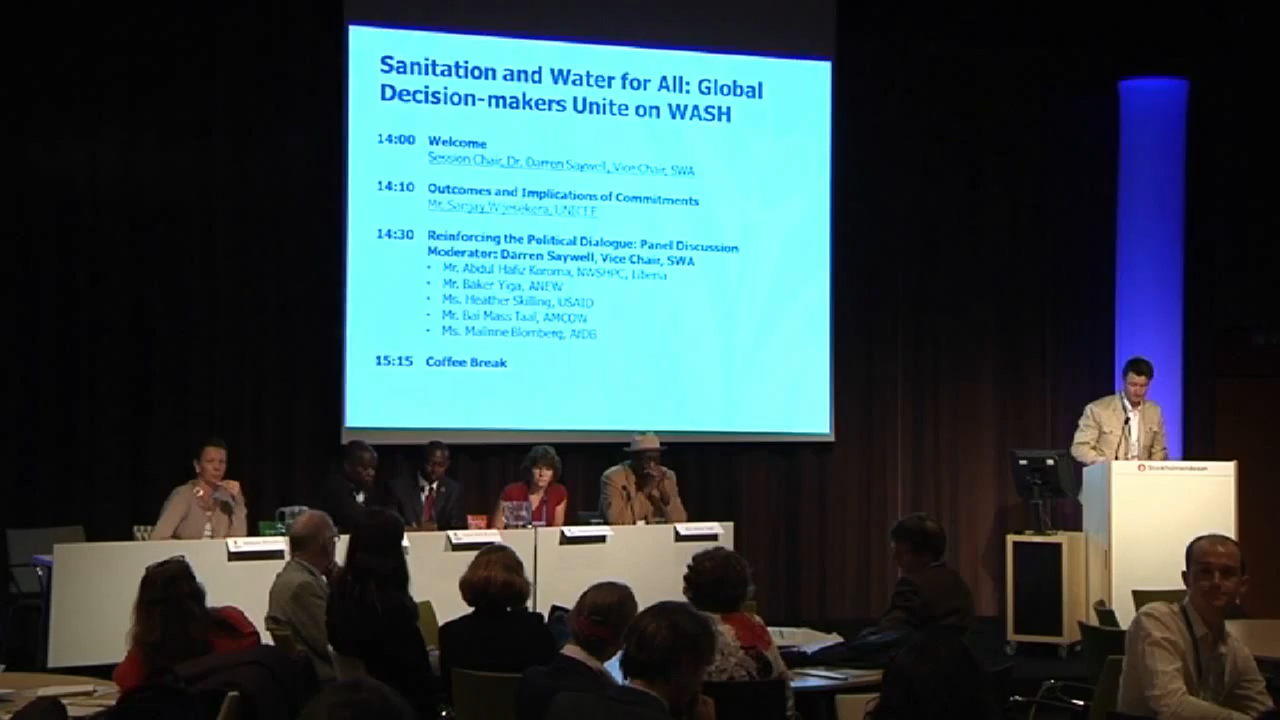 Sanitation and Water for All: Global
Decision-makers Unite on WASH
14:00 Welcome
Session Chair, Dr. Darren Saywell, Vice Chair, SWA
14:10 Outcomes and Implications of Commitments
Mr. Sanjay Wijesekera, UNICEF
14:30 Reinforcing the Political Dialogue: Panel Discussion
Moderator: Darren Saywell, Vice Chair, SWA
• Mr. Abdul Hafiz Koroma, NWSHPC, Liberia
• Mr. Baker Yiga, ANEW
• Ms. Heather Skilling, USAID
• Mr. Bai Mass Taal, AMCOW
• Ms. Malinne Blomberg, AfDB
15:15 Coffee Break
Stockholmsmässan